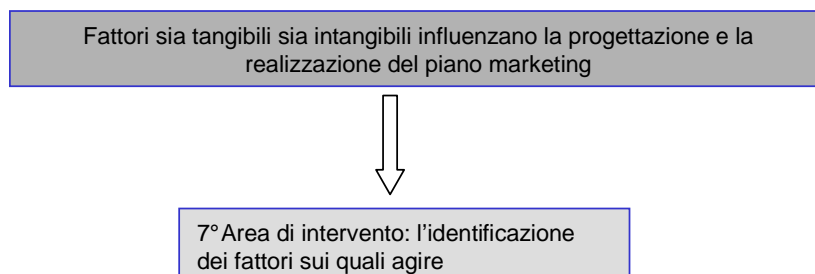 Fattori sia tangibili sia intangibili influenzano la progettazione e la
realizzazione del piano marketing
7° Area di intervento: l'identificazione
dei fattori sui quali agire